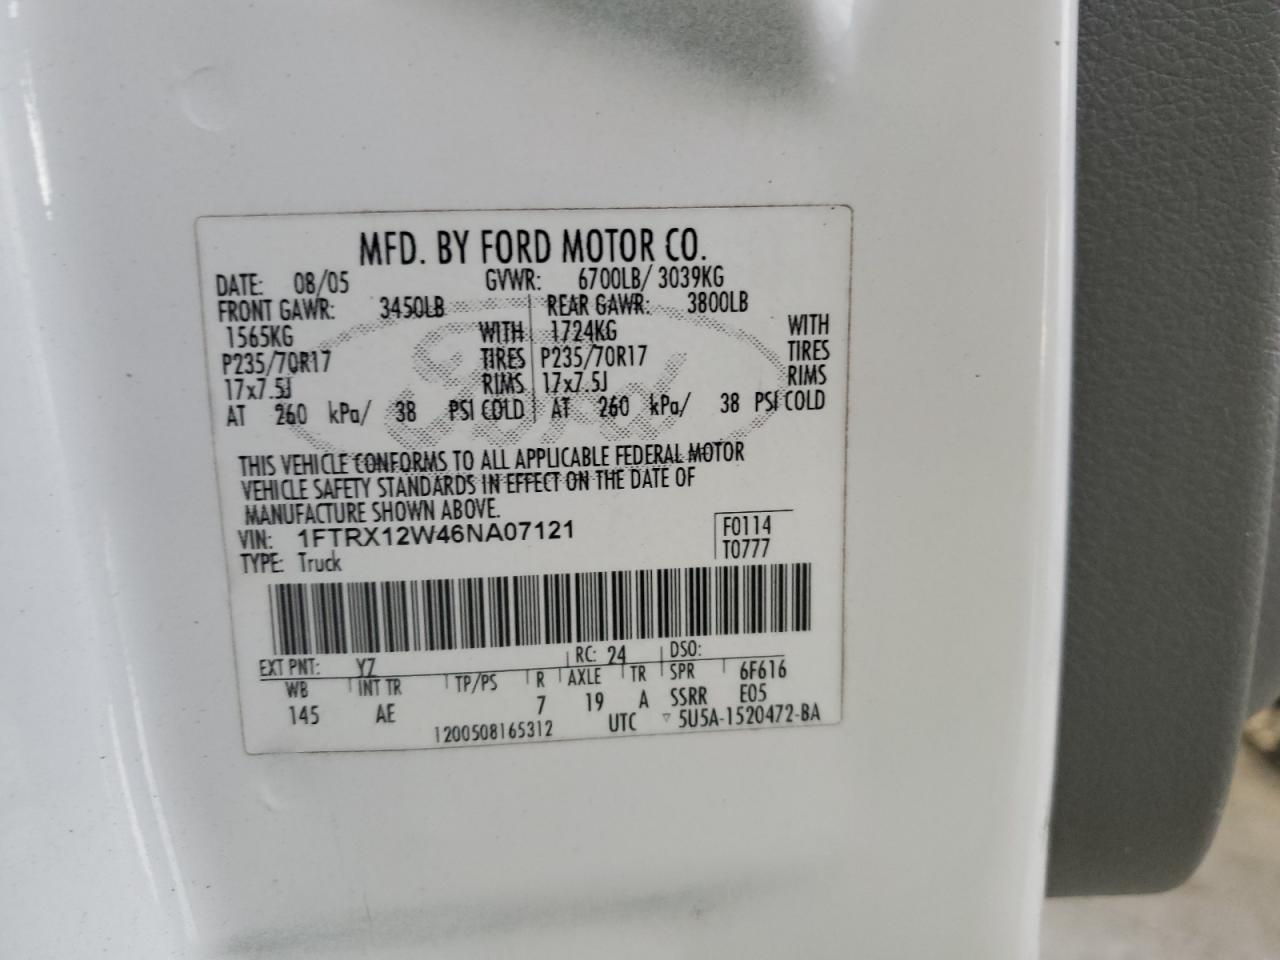 MFD. BY FORD MOTOR CO.
DATE: 08/05 GVWR: 6700LB/ 3039KG
FRONT GAWR: 3450LB REAR GAWR: 3800LB
1565KG WITH 1724KG WITH
P235/70R17 TIRES P235/70R17 TIRES
17x7.5J RIMS 17x7.5J RIMS
AT 260 kPa/ 38 PSI COLD AT 260 kPa/ 38 PSI COLD
THIS VEHICLE CONFORMS TO ALL APPLICABLE FEDERAL MOTOR
VEHICLE SAFETY STANDARDS IN EFFECT ON THE DATE OF
MANUFACTURE SHOWN ABOVE.
VIN: 1FTRX12W46NA07121 F0114
TYPE: Truck T0777
EXT PNT: YZ RC: 24 DSO:
WB INT TR TP/PS R AXLE TR SPR 6F616
145 AE 7 19 A SSRR E05
1200508165312 UTC ▽ 5U5A-1520472-BA
Ford